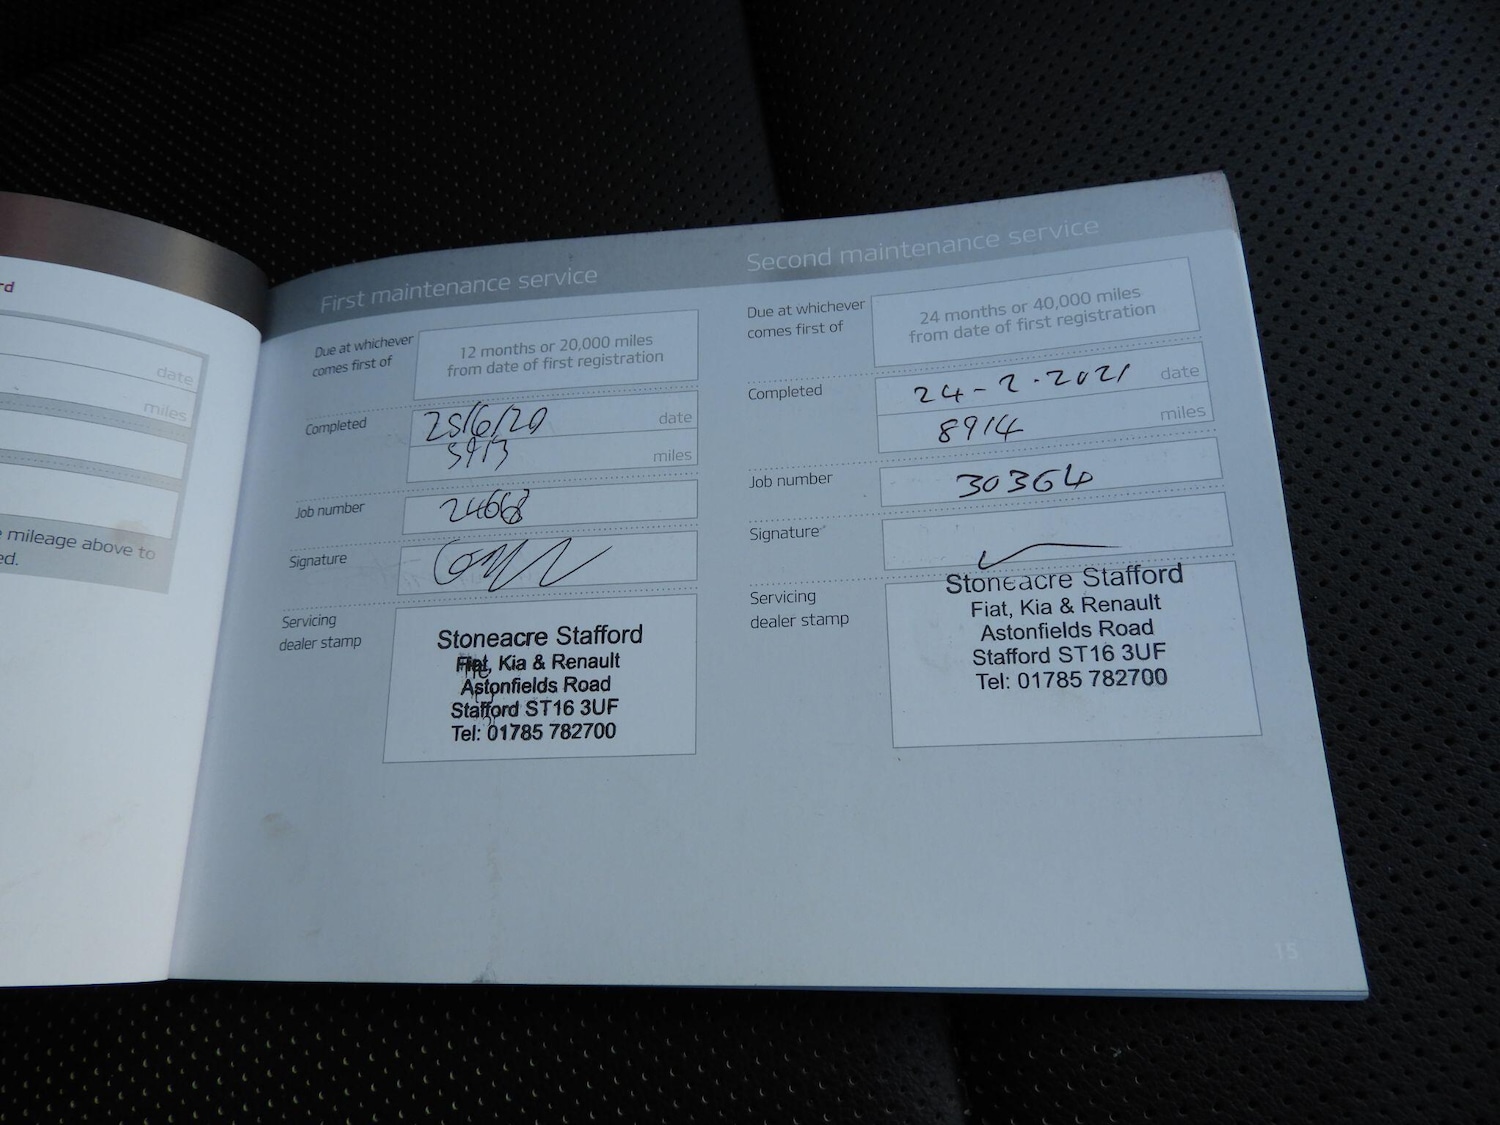 rd
date
miles
mileage above to
ed.
First maintenance service
Due at whichever
comes first of
12 months or 20,000 miles
from date of first registration
Completed
25/6/20 date
5913 miles
Job number
24668
Signature
Servicing
dealer stamp
Stoneacre Stafford
Fiat, Kia & Renault
Astonfields Road
Stafford ST16 3UF
Tel: 01785 782700
Second maintenance service
Due at whichever
comes first of
24 months or 40,000 miles
from date of first registration
Completed
24-2-2021 date
8914 miles
Job number
30364
Signature
Servicing
dealer stamp
Stoneacre Stafford
Fiat, Kia & Renault
Astonfields Road
Stafford ST16 3UF
Tel: 01785 782700
15